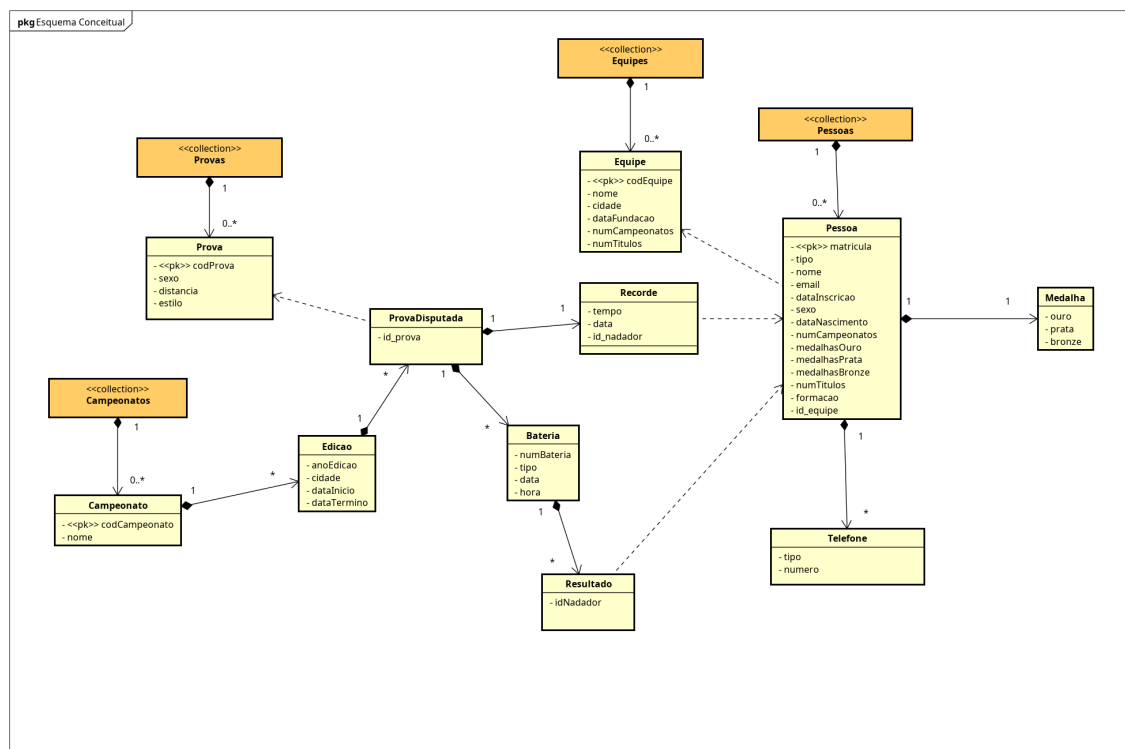 pkg Esquema Conceitual
<<collection>>
Equipes
1
0..*
Equipe
- <<pk>> codEquipe
- nome
- cidade
- dataFundacao
- numCampeonatos
- numTitulos
<<collection>>
Pessoas
1
0..*
Pessoa
- <<pk>> matricula
- tipo
- nome
- email
- dataInscricao
- sexo
- dataNascimento
- numCampeonatos
- medalhasOuro
- medalhasPrata
- medalhasBronze
- numTitulos
- formacao
- id_equipe
1
1
Medalha
- ouro
- prata
- bronze
1
*
Telefone
- tipo
- numero
<<collection>>
Provas
1
0..*
Prova
- <<pk>> codProva
- sexo
- distancia
- estilo
ProvaDisputada
- id_prova
1
1
Recorde
- tempo
- data
- id_nadador
*
1
1
*
<<collection>>
Campeonatos
1
0..*
Campeonato
- <<pk>> codCampeonato
- nome
1
*
Edicao
- anoEdicao
- cidade
- dataInicio
- dataTermino
Bateria
- numBateria
- tipo
- data
- hora
1
*
Resultado
- idNadador